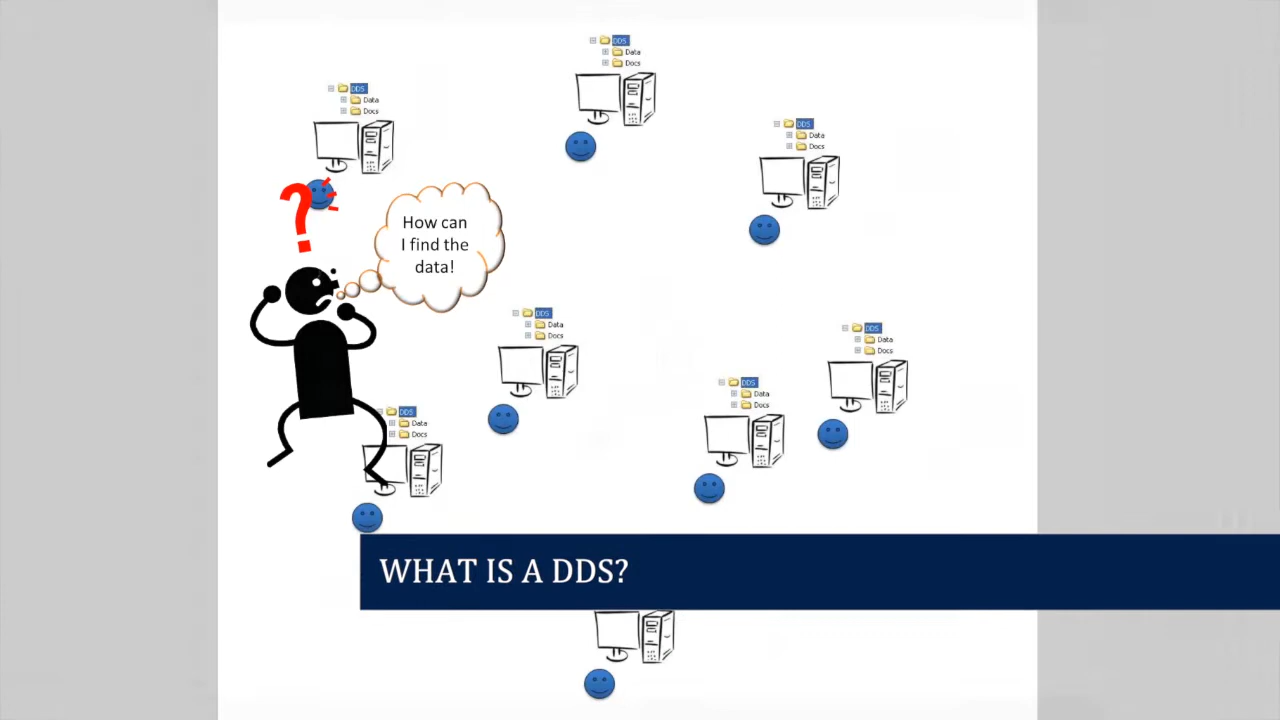 DDS
Data
Docs
DDS
Data
Docs
DDS
Data
Docs
?
How can
I find the
data!
DDS
Data
Docs
DDS
Data
Docs
DDS
Data
Docs
DDS
Data
Docs
WHAT IS A DDS?